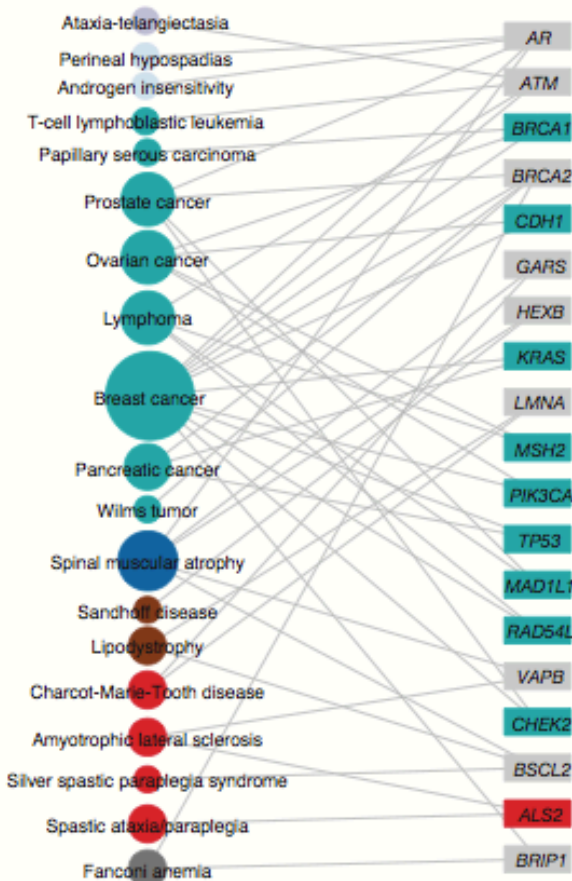 Ataxia-telangiectasia
Perineal hypospadias
Androgen insensitivity
T-cell lymphoblastic leukemia
Papillary serous carcinoma
Prostate cancer
Ovarian cancer
Lymphoma
Breast cancer
Pancreatic cancer
Wilms tumor
Spinal muscular atrophy
Sandhoff disease
Lipodystrophy
Charcot-Marie-Tooth disease
Amyotrophic lateral sclerosis
Silver spastic paraplegia syndrome
Spastic ataxia/paraplegia
Fanconi anemia
AR
ATM
BRCA1
BRCA2
CDH1
GARS
HEXB
KRAS
LMNA
MSH2
PIK3CA
TP53
MAD1L1
RAD54L
VAPB
CHEK2
BSCL2
ALS2
BRIP1